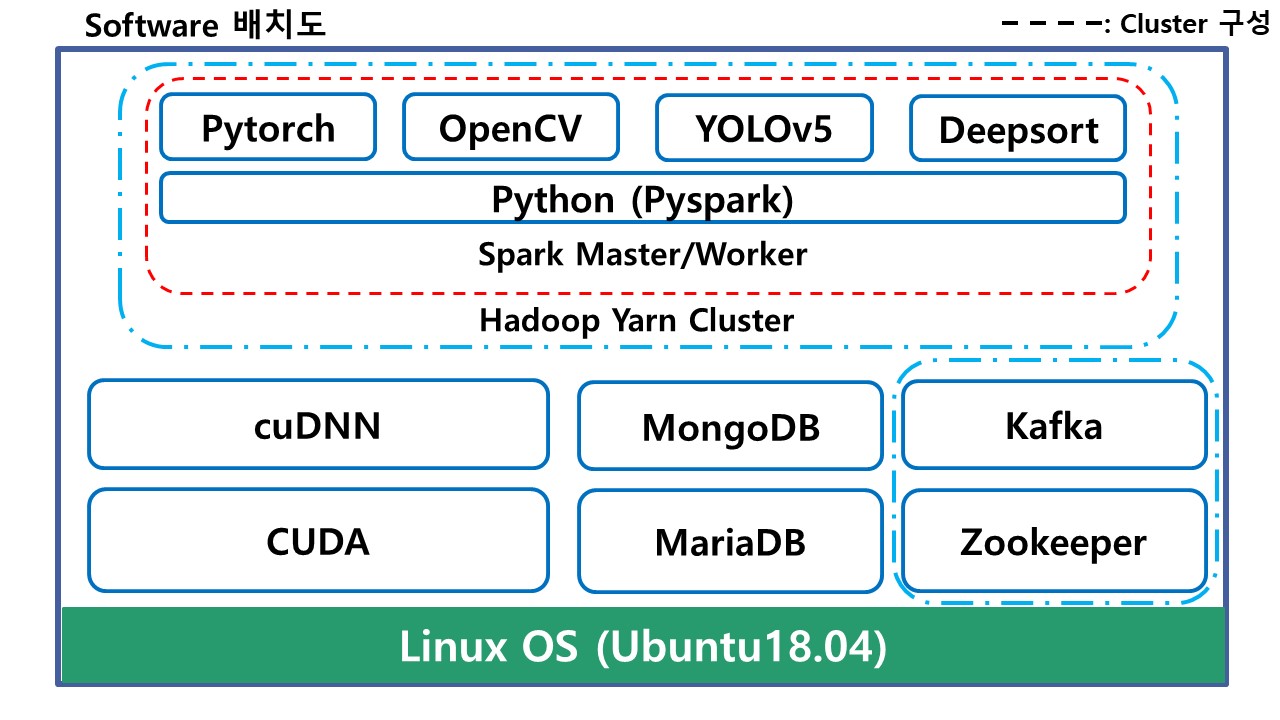 Software 배치도
: Cluster 구성
Pytorch
OpenCV
YOLOv5
Deepsort
Python (Pyspark)
Spark Master/Worker
Hadoop Yarn Cluster
cuDNN
MongoDB
Kafka
CUDA
MariaDB
Zookeeper
Linux OS (Ubuntu18.04)